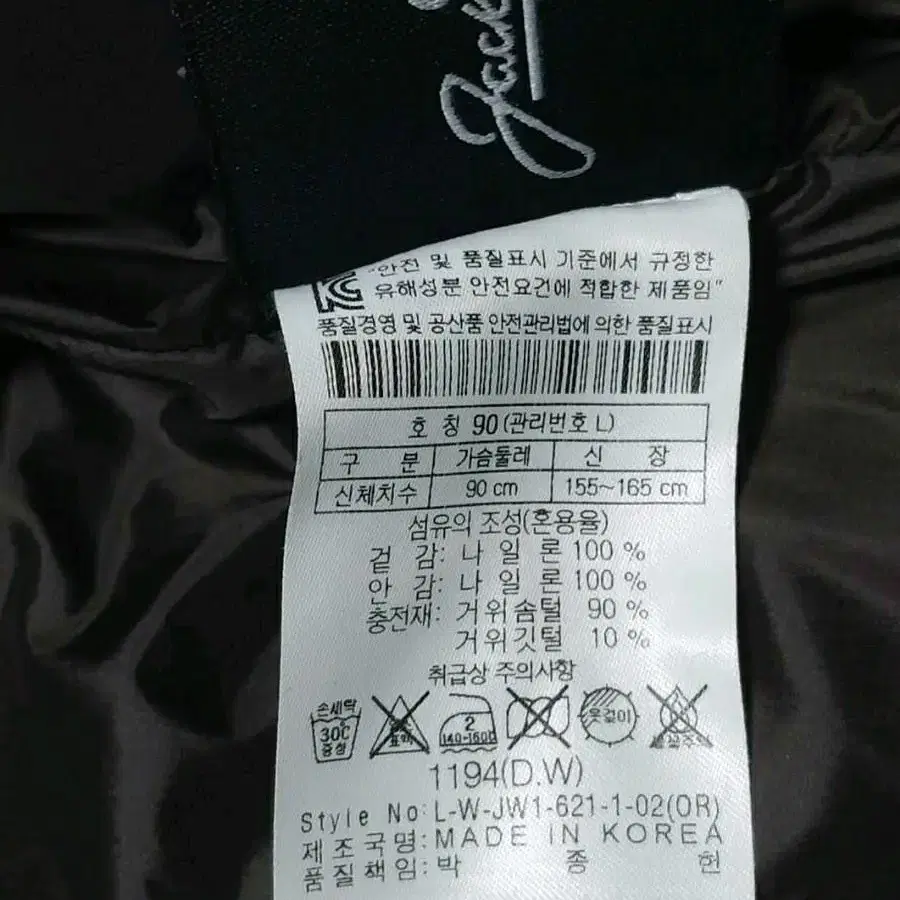 "안전 및 품질표시 기준에서 규정한
유해성분 안전요건에 적합한 제품임"
품질경영 및 공산품 안전관리법에 의한 품질표시
호 칭 90 (관리번호 L)
구 분 가슴둘레 신 장
신체치수 90 cm 155~165 cm
섬유의 조성(혼용율)
겉 감: 나 일 론 100 %
안 감: 나 일 론 100 %
충전재: 거위솜털 90 %
거위깃털 10 %
취급상 주의사항
손세탁
30℃
중성
표백
2
140-160℃
옷걸이
1194(D.W)
Style No: L-W-JW1-621-1-02(OR)
제조국명: MADE IN KOREA
품질책임: 박 종 헌